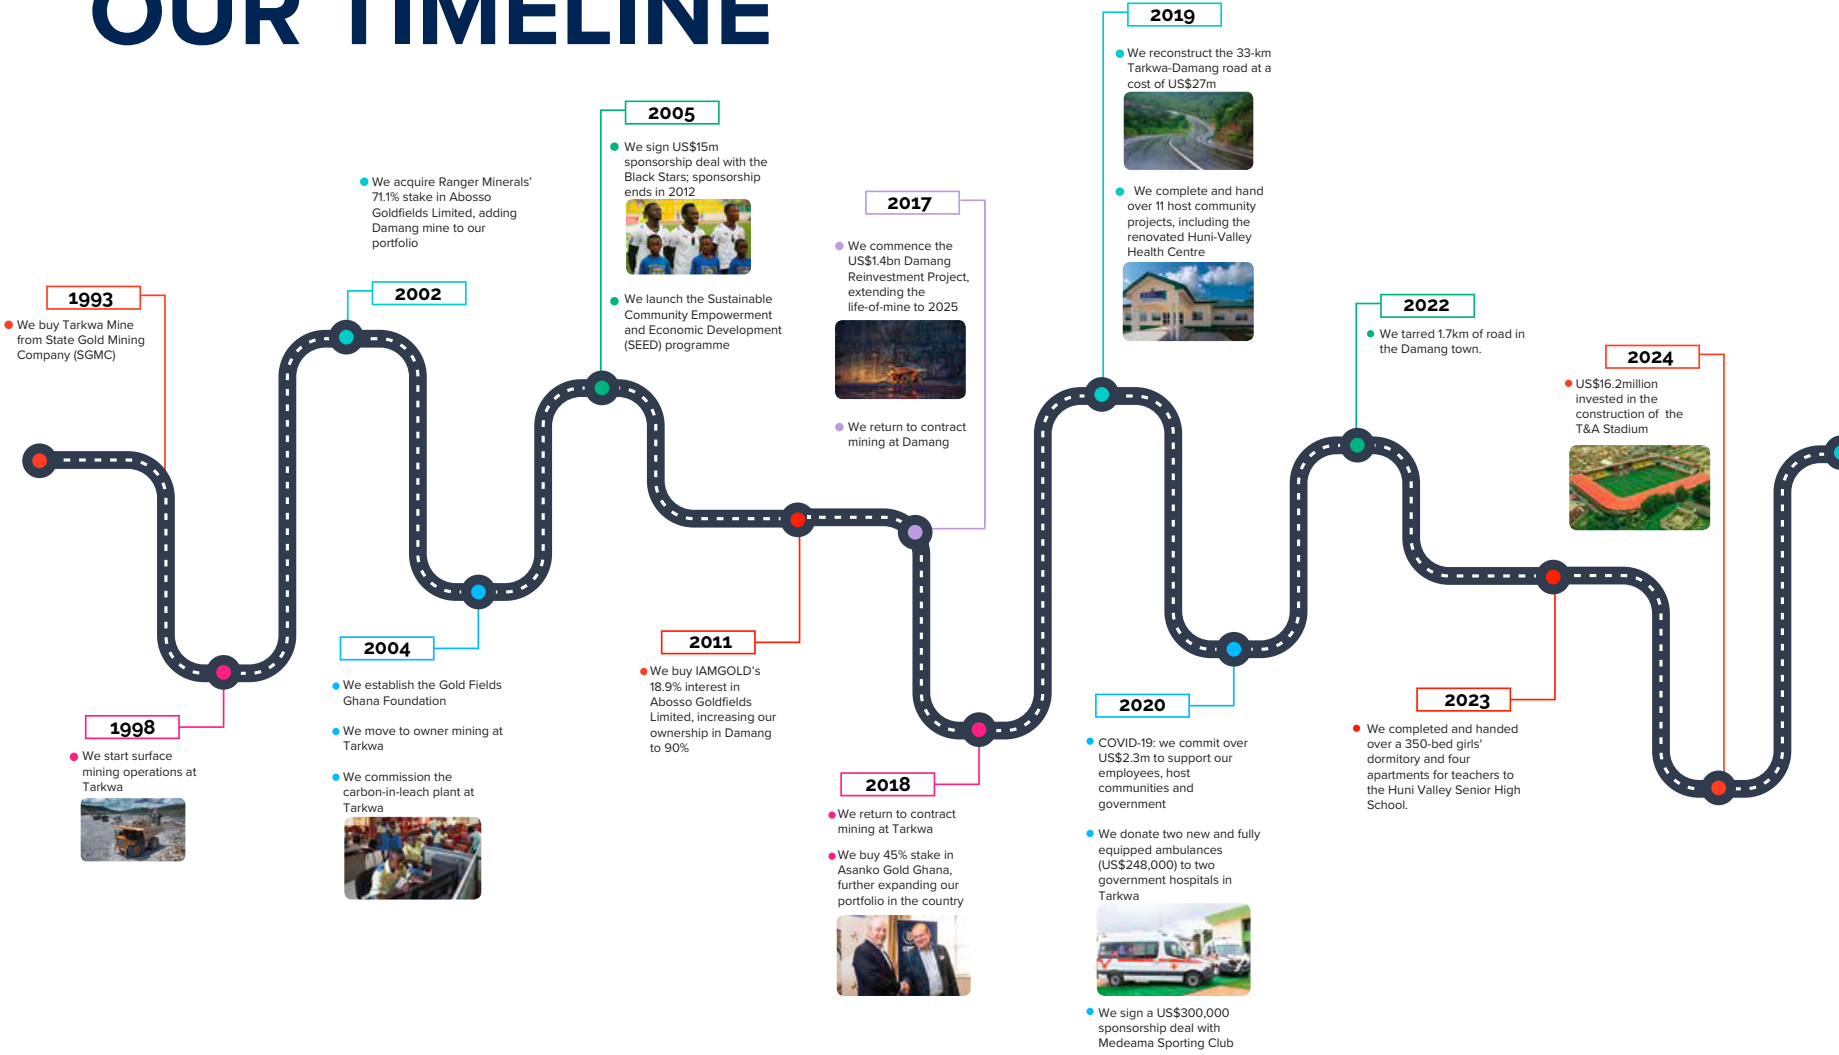 OUR TIMELINE
1993
We buy Tarkwa Mine
from State Gold Mining
Company (SGMC)
1998
We start surface
mining operations at
Tarkwa
We acquire Ranger Minerals'
71.1% stake in Abosso
Goldfields Limited, adding
Damang mine to our
portfolio
2002
2004
We establish the Gold Fields
Ghana Foundation
We move to owner mining at
Tarkwa
We commission the
carbon-in-leach plant at
Tarkwa
2005
We sign US$15m
sponsorship deal with the
Black Stars; sponsorship
ends in 2012
We launch the Sustainable
Community Empowerment
and Economic Development
(SEED) programme
2011
We buy IAMGOLD's
18.9% interest in
Abosso Goldfields
Limited, increasing our
ownership in Damang
to 90%
2017
We commence the
US$1.4bn Damang
Reinvestment Project,
extending the
life-of-mine to 2025
We return to contract
mining at Damang
2018
We return to contract
mining at Tarkwa
We buy 45% stake in
Asanko Gold Ghana,
further expanding our
portfolio in the country
2019
We reconstruct the 33-km
Tarkwa-Damang road at a
cost of US$27m
We complete and hand
over 11 host community
projects, including the
renovated Huni-Valley
Health Centre
2020
COVID-19: we commit over
US$2.3m to support our
employees, host
communities and
government
We donate two new and fully
equipped ambulances
(US$248,000) to two
government hospitals in
Tarkwa
We sign a US$300,000
sponsorship deal with
Medeama Sporting Club
2022
We tarred 1.7km of road in
the Damang town.
2023
We completed and handed
over a 350-bed girls'
dormitory and four
apartments for teachers to
the Huni Valley Senior High
School.
2024
US$16.2million
invested in the
construction of the
T&A Stadium